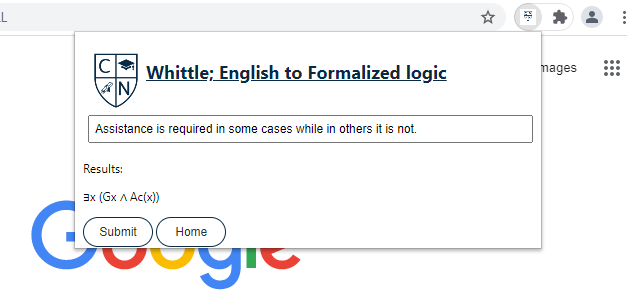 L
C
N
Whittle; English to Formalized logic
mages
Assistance is required in some cases while in others it is not.
Results:
∃x (Gx ∧ Ac(x))
Submit Home
Google